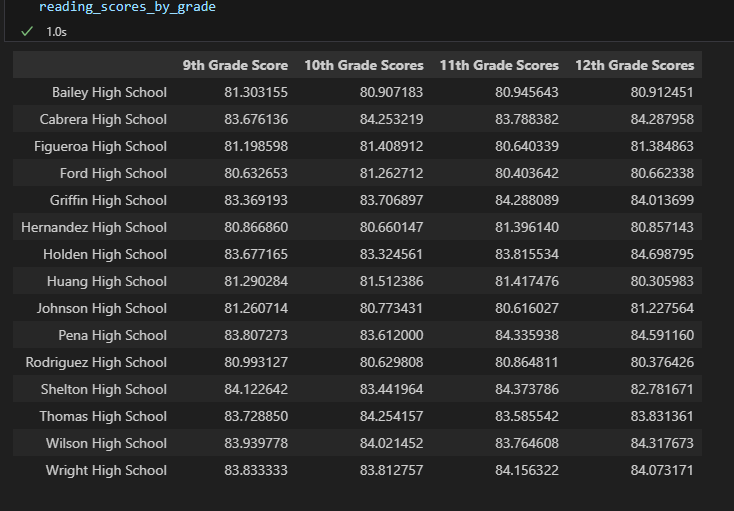 reading_scores_by_grade
1.0s
9th Grade Score 10th Grade Scores 11th Grade Scores 12th Grade Scores
Bailey High School 81.303155 80.907183 80.945643 80.912451
Cabrera High School 83.676136 84.253219 83.788382 84.287958
Figueroa High School 81.198598 81.408912 80.640339 81.384863
Ford High School 80.632653 81.262712 80.403642 80.662338
Griffin High School 83.369193 83.706897 84.288089 84.013699
Hernandez High School 80.866860 80.660147 81.396140 80.857143
Holden High School 83.677165 83.324561 83.815534 84.698795
Huang High School 81.290284 81.512386 81.417476 80.305983
Johnson High School 81.260714 80.773431 80.616027 81.227564
Pena High School 83.807273 83.612000 84.335938 84.591160
Rodriguez High School 80.993127 80.629808 80.864811 80.376426
Shelton High School 84.122642 83.441964 84.373786 82.781671
Thomas High School 83.728850 84.254157 83.585542 83.831361
Wilson High School 83.939778 84.021452 83.764608 84.317673
Wright High School 83.833333 83.812757 84.156322 84.073171